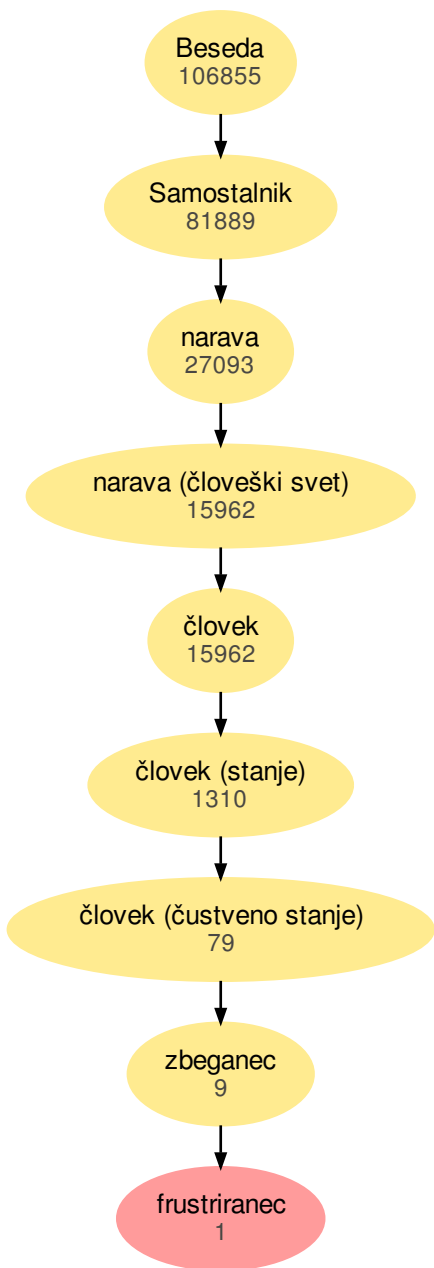 Beseda
106855
Samostalnik
81889
narava
27093
narava (človeški svet)
15962
človek
15962
človek (stanje)
1310
človek (čustveno stanje)
79
zbeganec
9
frustriranec
1